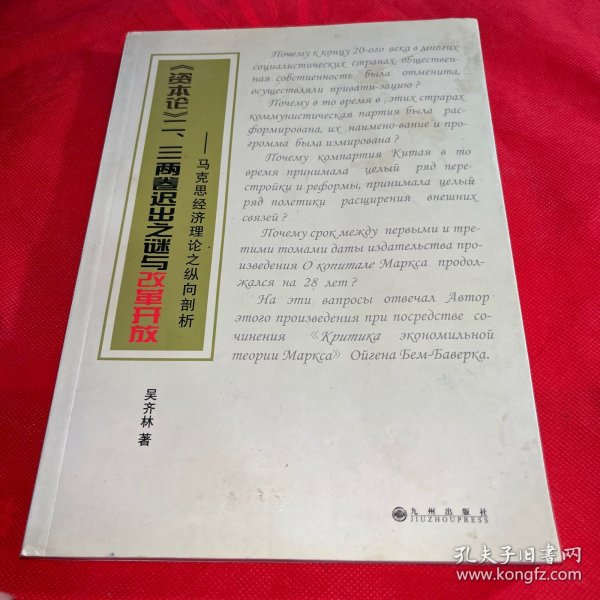 《资本论》二、三两卷迟出之谜与改革开放
——马克思经济理论之纵向剖析
吴齐林 著
Почему к концу 20-ого века в многих
социалистических странах обществен-
ная собстиенность была отменита,
осуществляли привати-зацию?
Почему в то время в этих страрах
коммунистическая партия была рас-
формирована, их наимено-вание и про-
громма была илмирована?
Почему компартия Китая в то
время принимала целый ряд пере-
стройки и реформы, принимала целый
ряд полетики расширения внешних
связей?
Почему срок между первыми и тре-
тими томами даты издательства про-
изведения О копитале Маркса продол-
жался на 28 лет?
На эти вапросы отвечал Автор
этого произведения при посредстве со-
чинения 《Критика экономильной
теории Маркса》 Ойгена Бем-Баверка.
九州出版社
JIUZHOUPRESS
孔夫子旧书网
www.kongfz.com